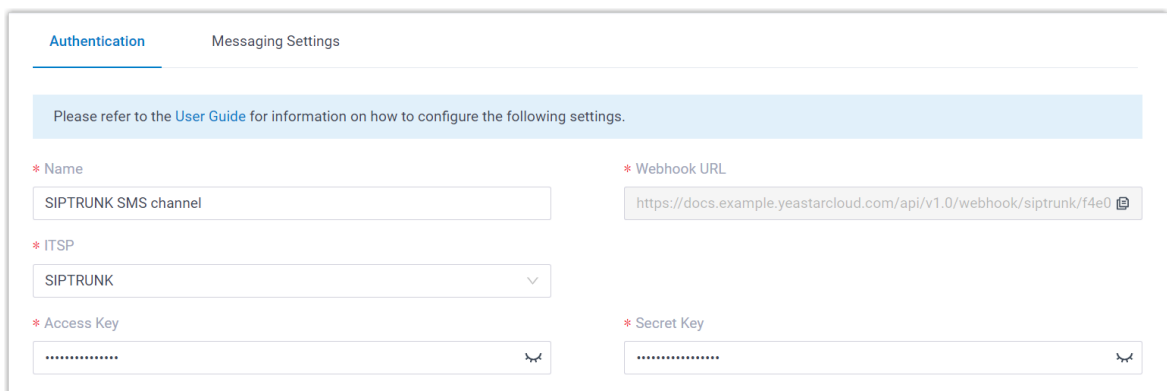 Authentication
Messaging Settings
Please refer to the User Guide for information on how to configure the following settings.
* Name
* Webhook URL
SIPTRUNK SMS channel
https://docs.example.yeastarcloud.com/api/v1.0/webhook/siptrunk/f4e0
* ITSP
SIPTRUNK
* Access Key
* Secret Key
••••••••••••••• 
•••••••••••••••••